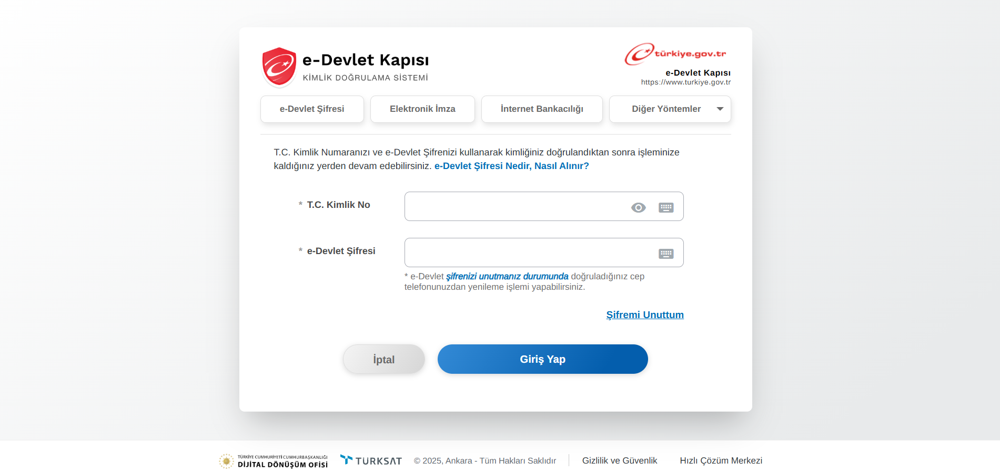 e-Devlet Kapısı
KİMLİK DOĞRULAMA SİSTEMİ
türkiye.gov.tr
e-Devlet Kapısı
https://www.turkiye.gov.tr
e-Devlet Şifresi
Elektronik İmza
İnternet Bankacılığı
Diğer Yöntemler
T.C. Kimlik Numaranızı ve e-Devlet Şifrenizi kullanarak kimliğiniz doğrulandıktan sonra işleminize
kaldığınız yerden devam edebilirsiniz. e-Devlet Şifresi Nedir, Nasıl Alınır?
* T.C. Kimlik No
* e-Devlet Şifresi
* e-Devlet şifrenizi unutmanız durumunda doğruladığınız cep
telefonunuzdan yenileme işlemi yapabilirsiniz.
Şifremi Unuttum
İptal
Giriş Yap
TÜRKİYE CUMHURİYETİ CUMHURBAŞKANLIĞI
DİJİTAL DÖNÜŞÜM OFİSİ
TÜRKSAT
© 2025, Ankara - Tüm Hakları Saklıdır
Gizlilik ve Güvenlik
Hızlı Çözüm Merkezi